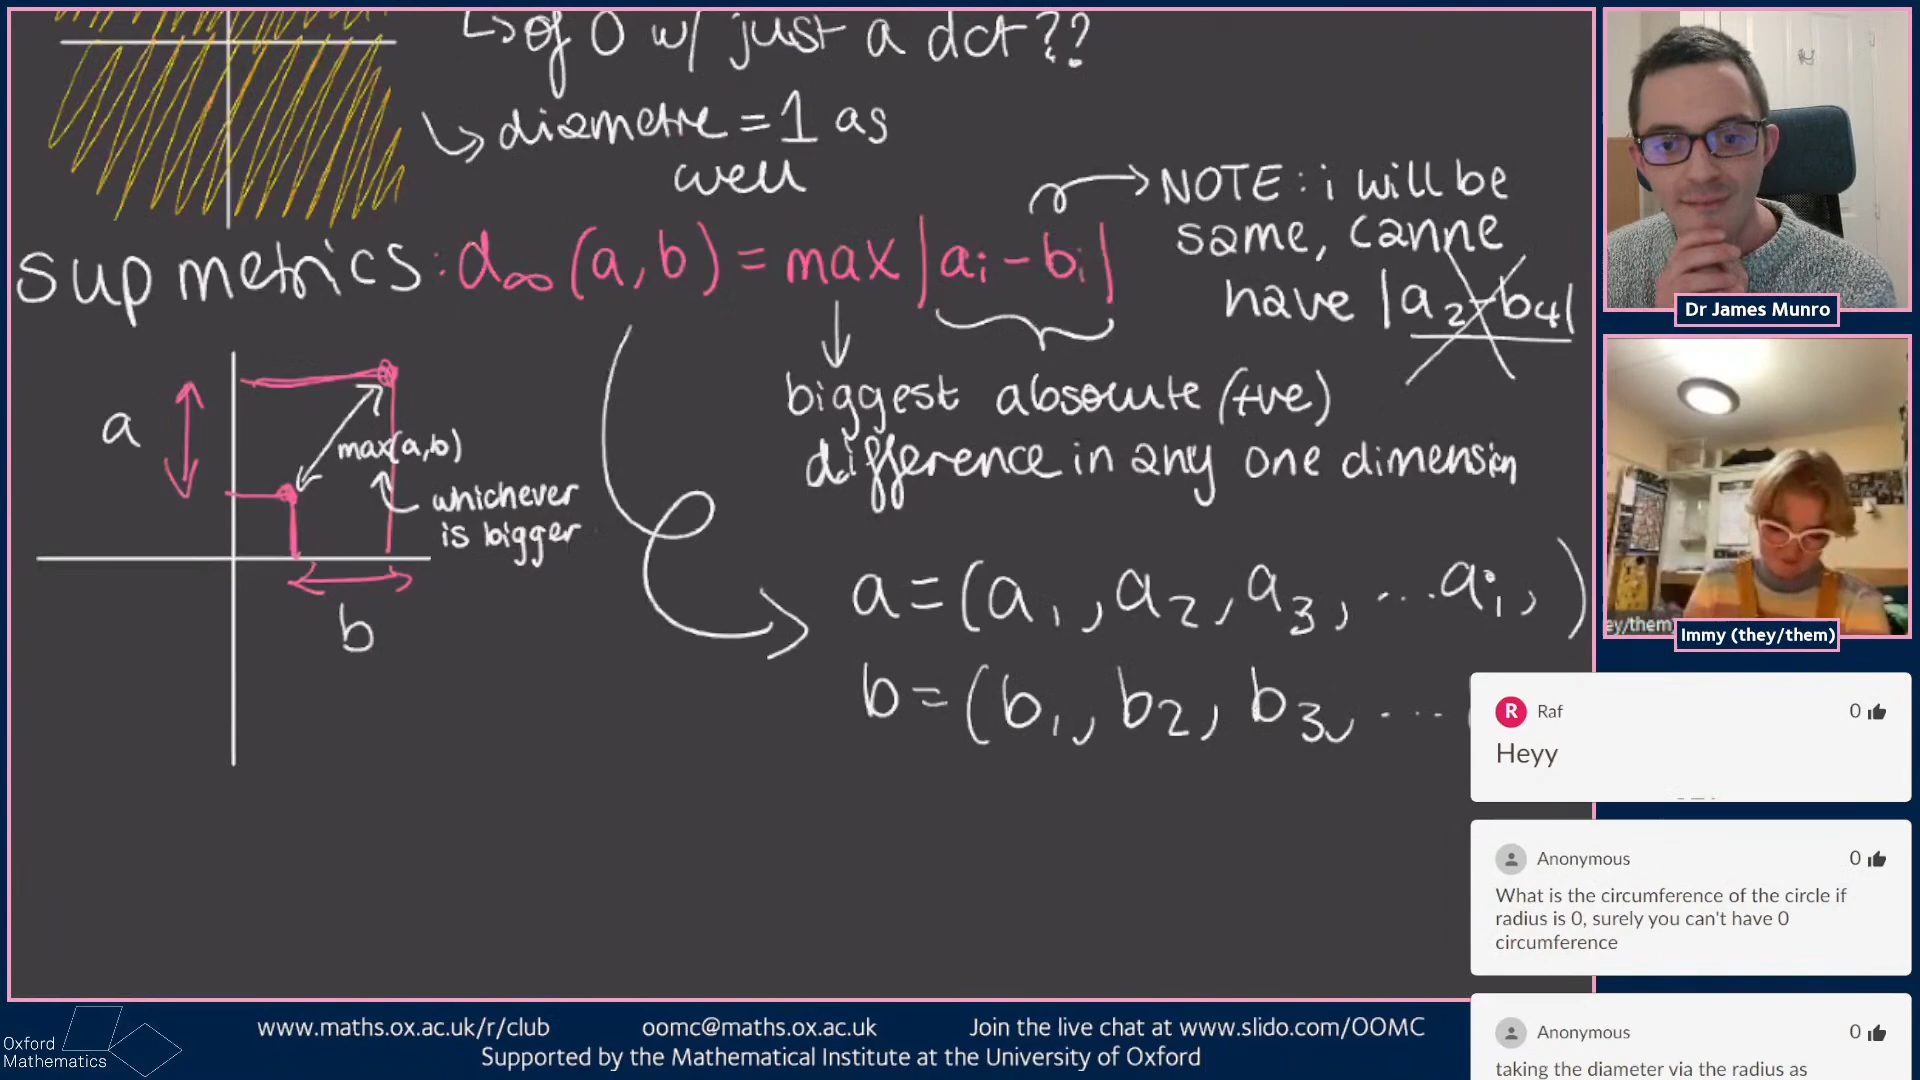 ↳ of 0 w/ just a dct??
↳ diametre = 1 as
well
NOTE : i will be
same, canne
have |a₂-b₄|
sup metrics : d∞ (a, b) = max |aᵢ - bᵢ|
biggest absolute (+ve)
difference in any one dimension
a
max(a,b)
whichever
is bigger
b
a = (a₁, a₂, a₃, ... aᵢ, )
b = (b₁, b₂, b₃, ...
Dr James Munro
ey/them)
Immy (they/them)
R Raf 0
Heyy
Anonymous 0
What is the circumference of the circle if
radius is 0, surely you can't have 0
circumference
Anonymous 0
taking the diameter via the radius as
Oxford
Mathematics
www.maths.ox.ac.uk/r/club oomc@maths.ox.ac.uk Join the live chat at www.slido.com/OOMC
Supported by the Mathematical Institute at the University of Oxford